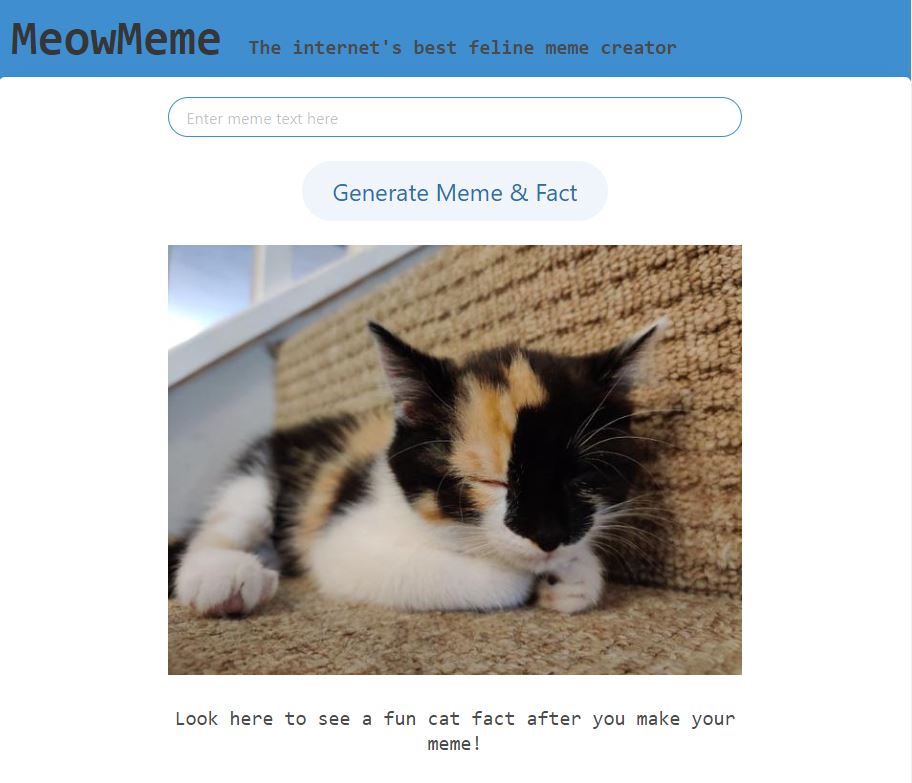 MeowMeme The internet's best feline meme creator
Enter meme text here
Generate Meme & Fact
Look here to see a fun cat fact after you make your
meme!